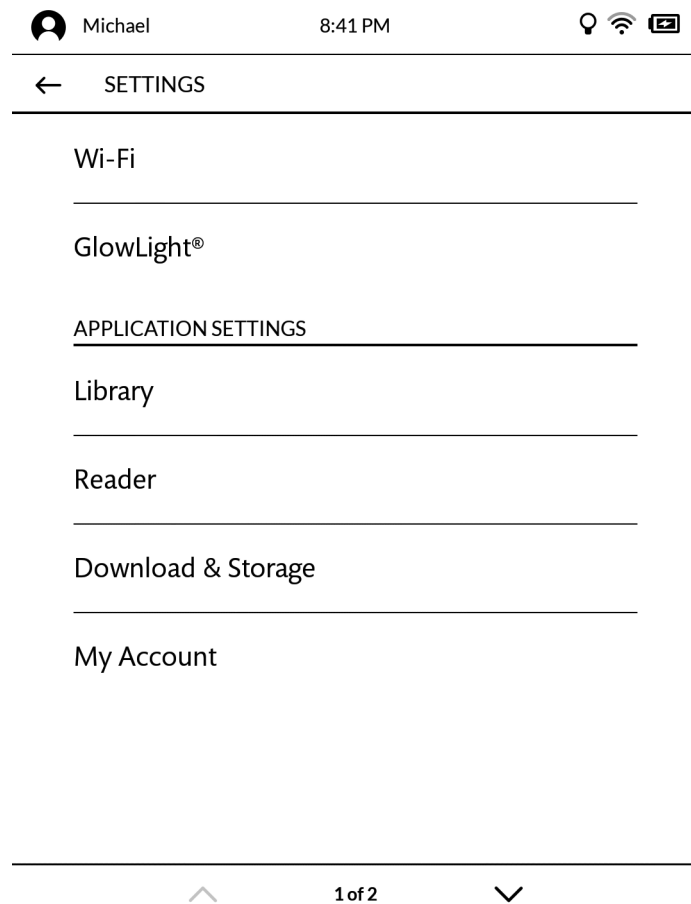 Michael 8:41 PM
SETTINGS
Wi-Fi
GlowLight®
APPLICATION SETTINGS
Library
Reader
Download & Storage
My Account
1 of 2